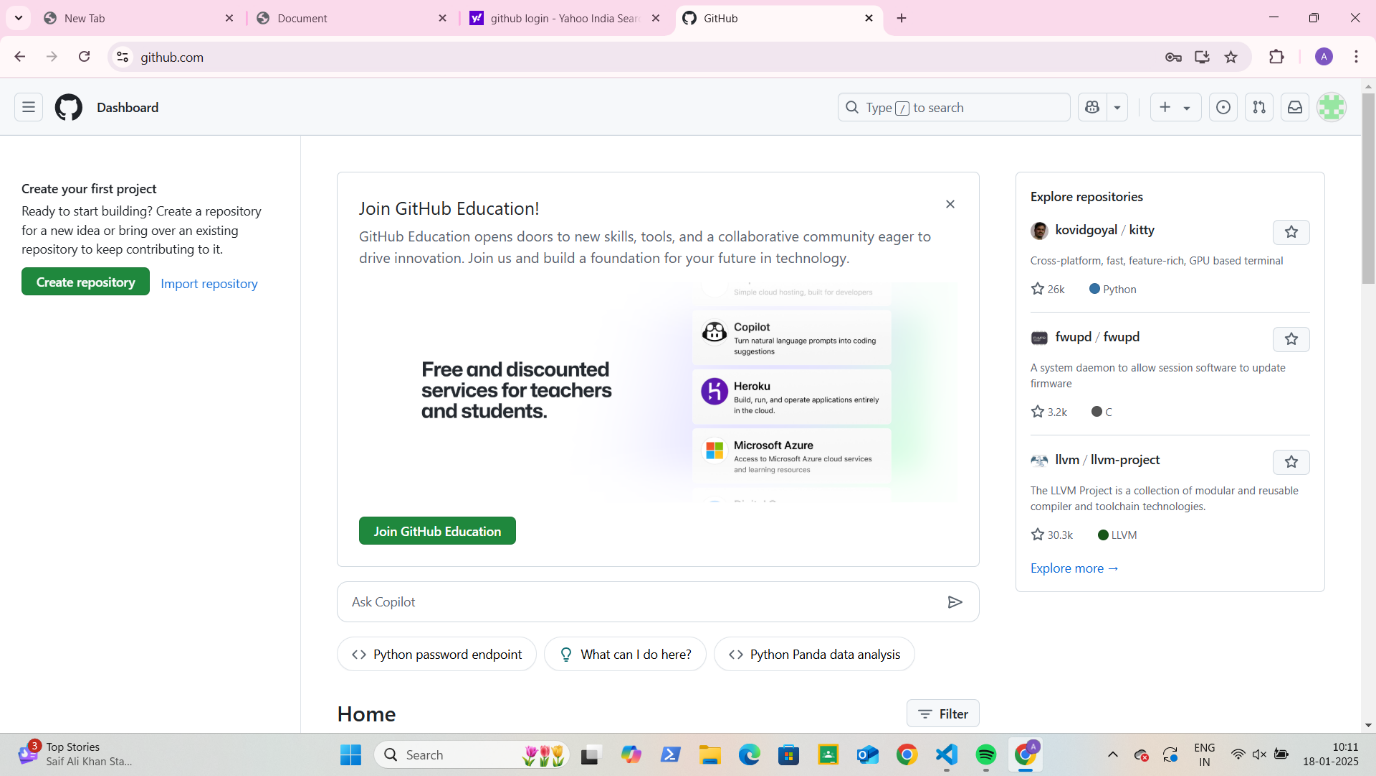 New Tab
Document
github login - Yahoo India Sear
GitHub
github.com
A
Dashboard
Type / to search
Create your first project
Ready to start building? Create a repository
for a new idea or bring over an existing
repository to keep contributing to it.
Create repository
Import repository
Join GitHub Education!
GitHub Education opens doors to new skills, tools, and a collaborative community eager to
drive innovation. Join us and build a foundation for your future in technology.
Free and discounted
services for teachers
and students.
Simple cloud hosting, built for developers
Copilot
Turn natural language prompts into coding
suggestions
Heroku
Build, run, and operate applications entirely
in the cloud.
Microsoft Azure
Access to Microsoft Azure cloud services
and learning resources
Join GitHub Education
Ask Copilot
Python password endpoint
What can I do here?
Python Panda data analysis
Home
Filter
Explore repositories
kovidgoyal / kitty
Cross-platform, fast, feature-rich, GPU based terminal
26k
Python
fwupd / fwupd
A system daemon to allow session software to update
firmware
3.2k
C
llvm / llvm-project
The LLVM Project is a collection of modular and reusable
compiler and toolchain technologies.
30.3k
LLVM
Explore more →
3
Top Stories
Saif Ali Khan Sta...
Search
A
ENG
IN
10:11
18-01-2025